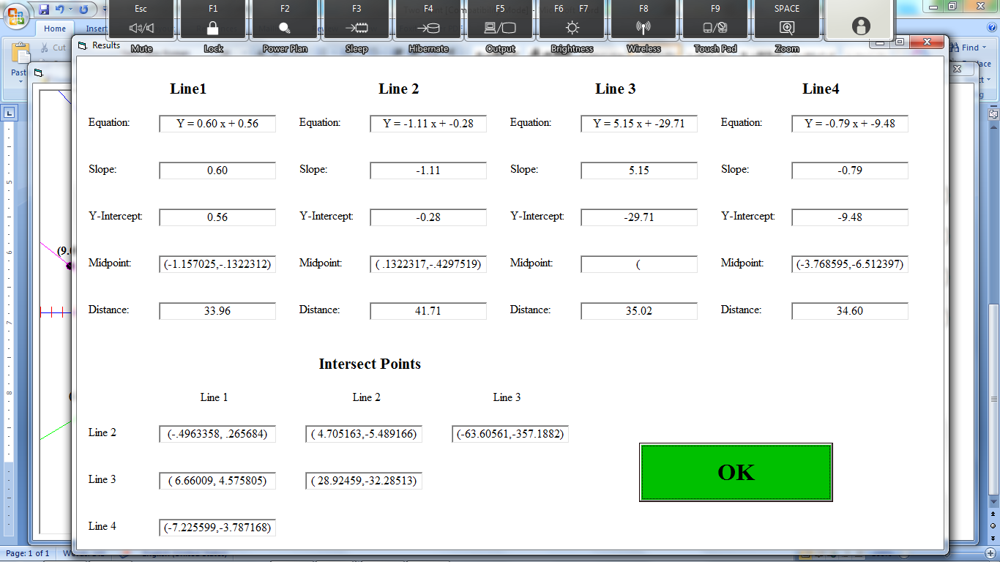 Esc F1 F2 F3 F4 F5 F6 F7 F8 F9 SPACE
Mute Lock Power Plan Sleep Hibernate Output Brightness Wireless Touch Pad Zoom
Home Insert
Cut
Past
Find
Results
Line1 Line 2 Line 3 Line4
Equation: Y = 0.60 x + 0.56 Equation: Y = -1.11 x + -0.28 Equation: Y = 5.15 x + -29.71 Equation: Y = -0.79 x + -9.48
Slope: 0.60 Slope: -1.11 Slope: 5.15 Slope: -0.79
Y-Intercept: 0.56 Y-Intercept: -0.28 Y-Intercept: -29.71 Y-Intercept: -9.48
Midpoint: (-1.157025,-.1322312) Midpoint: ( .1322317,-.4297519) Midpoint: ( Midpoint: (-3.768595,-6.512397)
Distance: 33.96 Distance: 41.71 Distance: 35.02 Distance: 34.60
Intersect Points
Line 1 Line 2 Line 3
Line 2 (-.4963358, .265684) ( 4.705163,-5.489166) (-63.60561,-357.1882)
Line 3 ( 6.66009, 4.575805) ( 28.92459,-32.28513)
Line 4 (-7.225599,-3.787168)
OK
(9.0
5
6
7
8
Page: 1 of 1